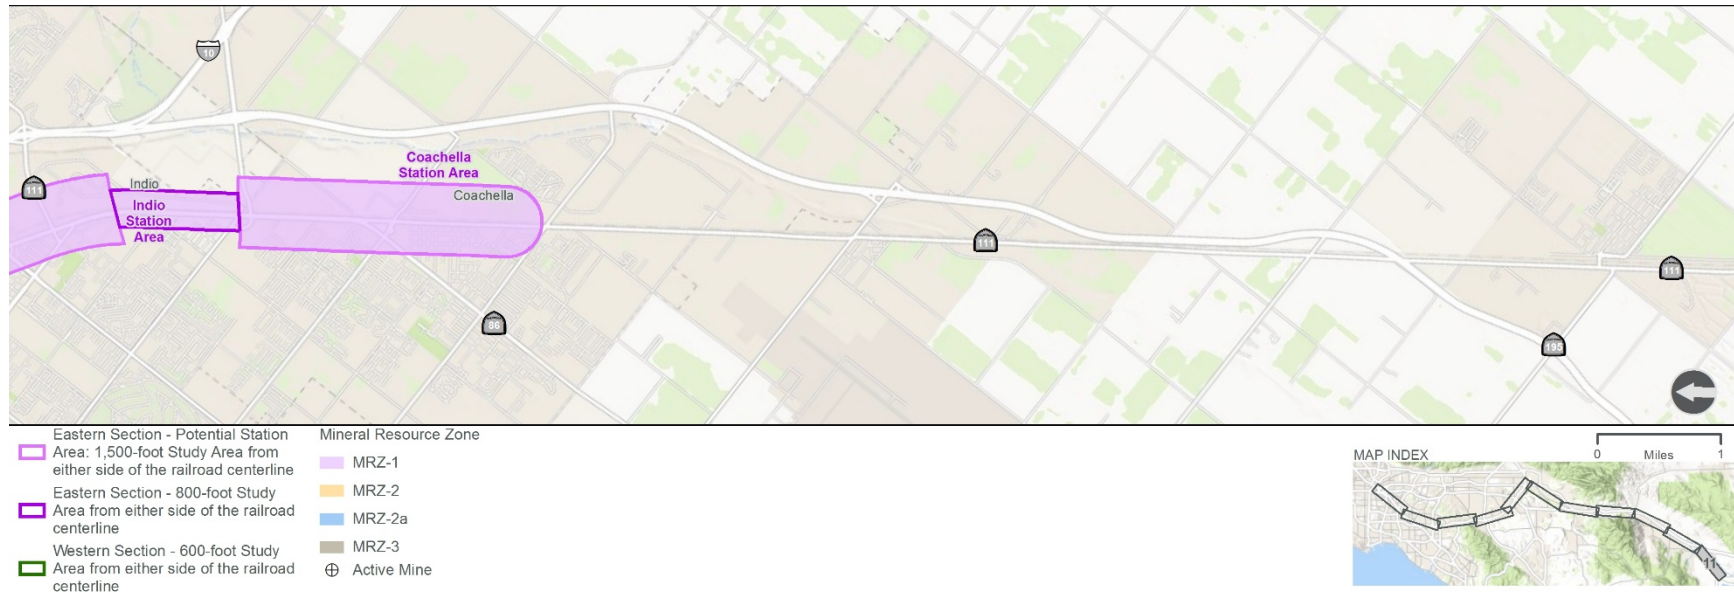 10
111
Coachella
Station Area
Indio
Coachella
Indio
Station
Area
111
111
86
195
Eastern Section - Potential Station
Area: 1,500-foot Study Area from
either side of the railroad centerline
Eastern Section - 800-foot Study
Area from either side of the railroad
centerline
Western Section - 600-foot Study
Area from either side of the railroad
centerline
Mineral Resource Zone
MRZ-1
MRZ-2
MRZ-2a
MRZ-3
Active Mine
0 Miles 1
MAP INDEX
11